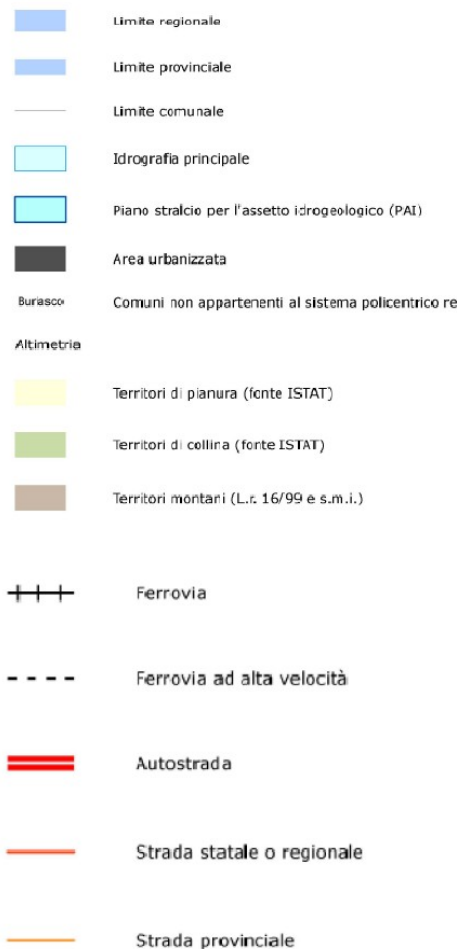 Limite regionale
Limite provinciale
Limite comunale
Idrografia principale
Piano stralcio per l'assetto idrogeologico (PAI)
Area urbanizzata
Buriasco Comuni non appartenenti al sistema policentrico re
Altimetria
Territori di pianura (fonte ISTAT)
Territori di collina (fonte ISTAT)
Territori montani (L.r. 16/99 e s.m.i.)
Ferrovia
Ferrovia ad alta velocità
Autostrada
Strada statale o regionale
Strada provinciale